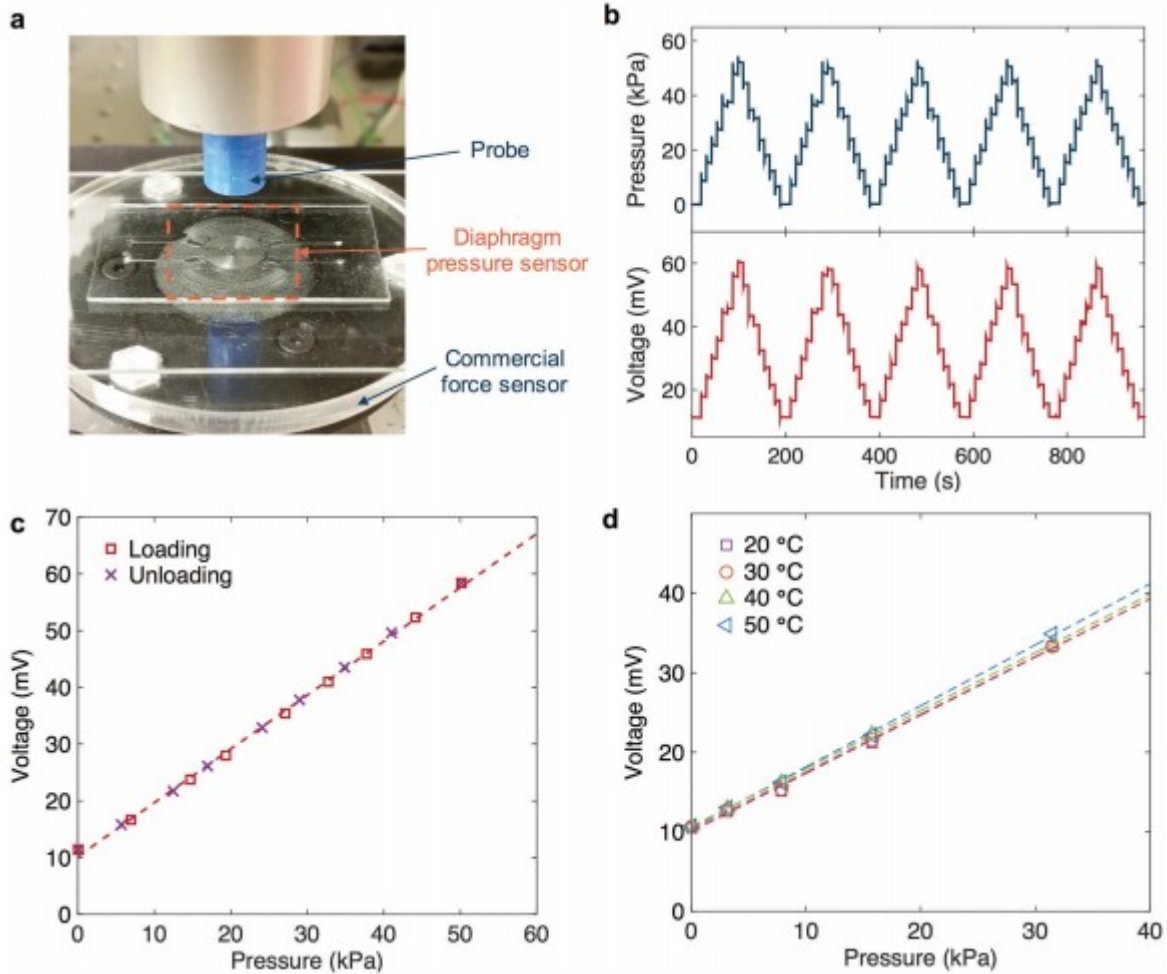 a
Probe
Diaphragm
pressure sensor
Commercial
force sensor
b
Pressure (kPa)
60
40
20
0
Voltage (mV)
60
40
20
0
200
400
600
800
Time (s)
c
Loading
Unloading
Voltage (mV)
70
60
50
40
30
20
10
0
0
10
20
30
40
50
60
Pressure (kPa)
d
20 °C
30 °C
40 °C
50 °C
Voltage (mV)
40
30
20
10
0
0
10
20
30
40
Pressure (kPa)